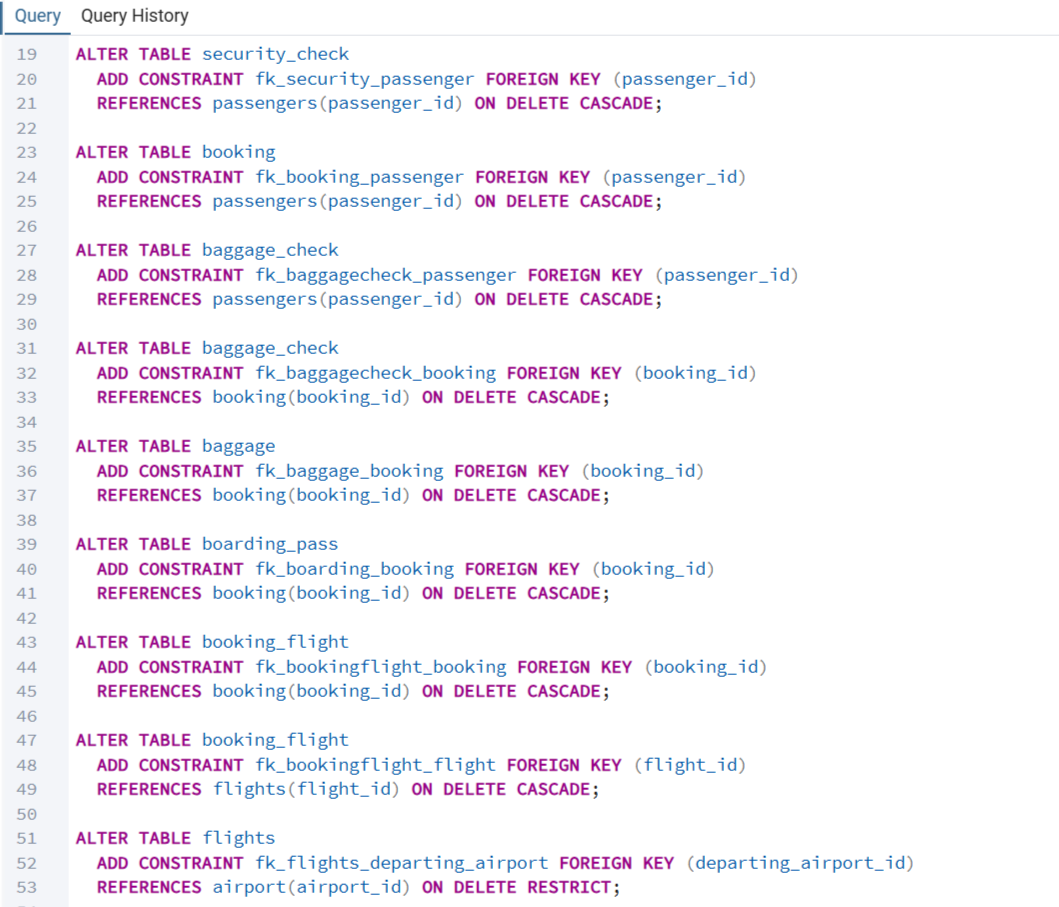 Query Query History
19 ALTER TABLE security_check
20 ADD CONSTRAINT fk_security_passenger FOREIGN KEY (passenger_id)
21 REFERENCES passengers(passenger_id) ON DELETE CASCADE;
22
23 ALTER TABLE booking
24 ADD CONSTRAINT fk_booking_passenger FOREIGN KEY (passenger_id)
25 REFERENCES passengers(passenger_id) ON DELETE CASCADE;
26
27 ALTER TABLE baggage_check
28 ADD CONSTRAINT fk_baggagecheck_passenger FOREIGN KEY (passenger_id)
29 REFERENCES passengers(passenger_id) ON DELETE CASCADE;
30
31 ALTER TABLE baggage_check
32 ADD CONSTRAINT fk_baggagecheck_booking FOREIGN KEY (booking_id)
33 REFERENCES booking(booking_id) ON DELETE CASCADE;
34
35 ALTER TABLE baggage
36 ADD CONSTRAINT fk_baggage_booking FOREIGN KEY (booking_id)
37 REFERENCES booking(booking_id) ON DELETE CASCADE;
38
39 ALTER TABLE boarding_pass
40 ADD CONSTRAINT fk_boarding_booking FOREIGN KEY (booking_id)
41 REFERENCES booking(booking_id) ON DELETE CASCADE;
42
43 ALTER TABLE booking_flight
44 ADD CONSTRAINT fk_bookingflight_booking FOREIGN KEY (booking_id)
45 REFERENCES booking(booking_id) ON DELETE CASCADE;
46
47 ALTER TABLE booking_flight
48 ADD CONSTRAINT fk_bookingflight_flight FOREIGN KEY (flight_id)
49 REFERENCES flights(flight_id) ON DELETE CASCADE;
50
51 ALTER TABLE flights
52 ADD CONSTRAINT fk_flights_departing_airport FOREIGN KEY (departing_airport_id)
53 REFERENCES airport(airport_id) ON DELETE RESTRICT;